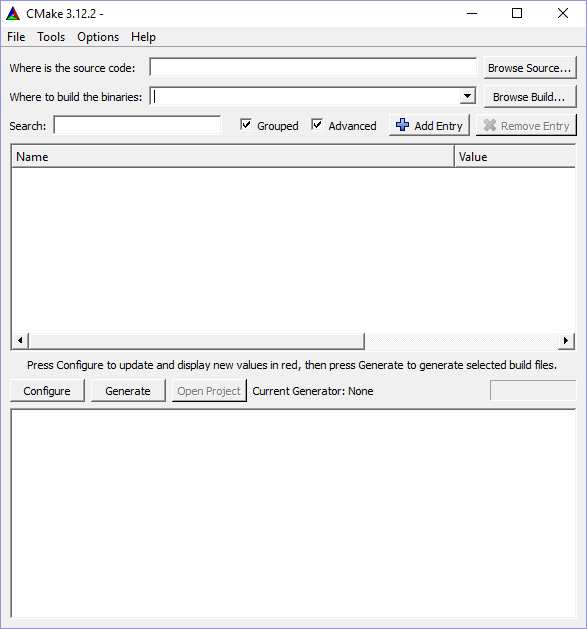 CMake 3.12.2 -
File Tools Options Help
Where is the source code: Browse Source...
Where to build the binaries: Browse Build...
Search: Grouped Advanced Add Entry Remove Entry
Name Value
Press Configure to update and display new values in red, then press Generate to generate selected build files.
Configure Generate Open Project Current Generator: None